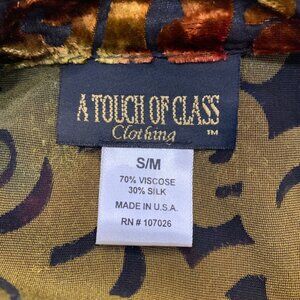 A TOUCH OF CLASS
Clothing TM
S/M
70% VISCOSE
30% SILK
MADE IN U.S.A.
RN # 107026